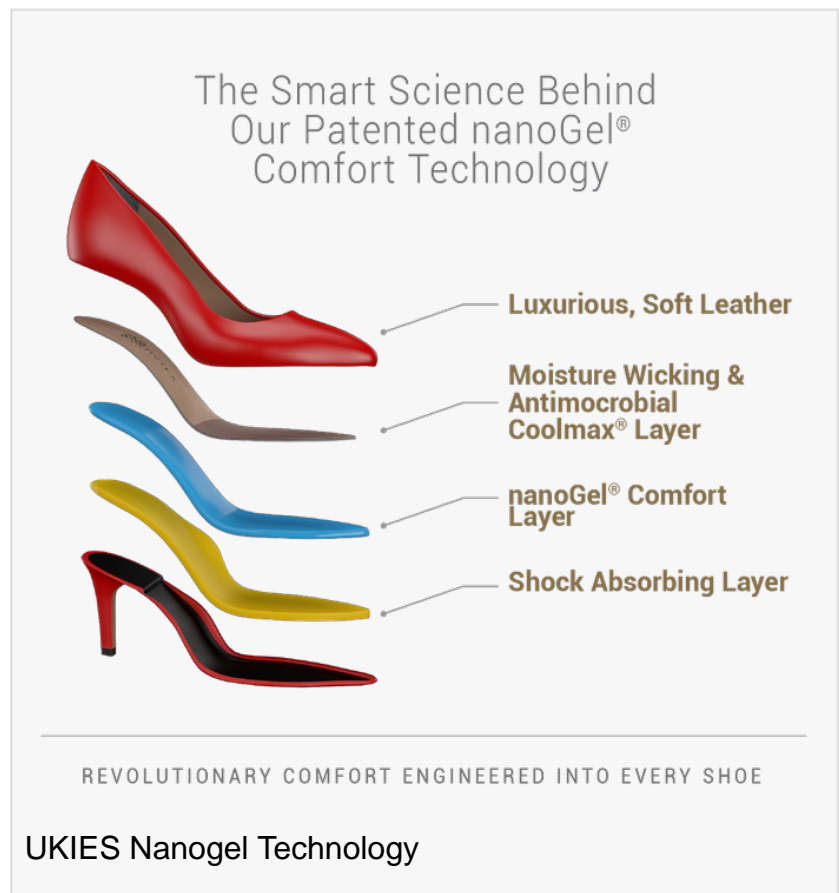 The Smart Science Behind
Our Patented nanoGel®
Comfort Technology
Luxurious, Soft Leather
Moisture Wicking &
Antimocrobial
Coolmax® Layer
nanoGel® Comfort
Layer
Shock Absorbing Layer
REVOLUTIONARY COMFORT ENGINEERED INTO EVERY SHOE
UKIES Nanogel Technology